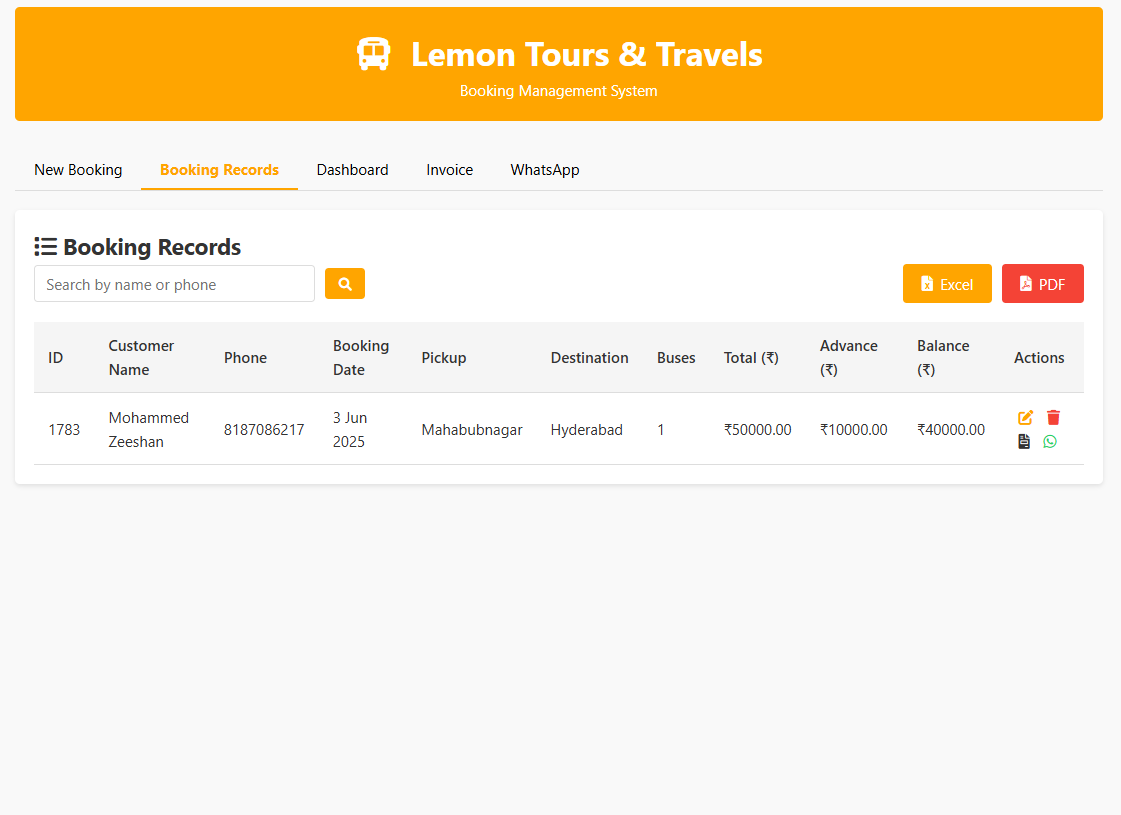 Lemon Tours & Travels
Booking Management System
New Booking Booking Records Dashboard Invoice WhatsApp
Booking Records
Search by name or phone Excel PDF
ID Customer Name Phone Booking Date Pickup Destination Buses Total (₹) Advance (₹) Balance (₹) Actions
1783 Mohammed Zeeshan 8187086217 3 Jun 2025 Mahabubnagar Hyderabad 1 ₹50000.00 ₹10000.00 ₹40000.00